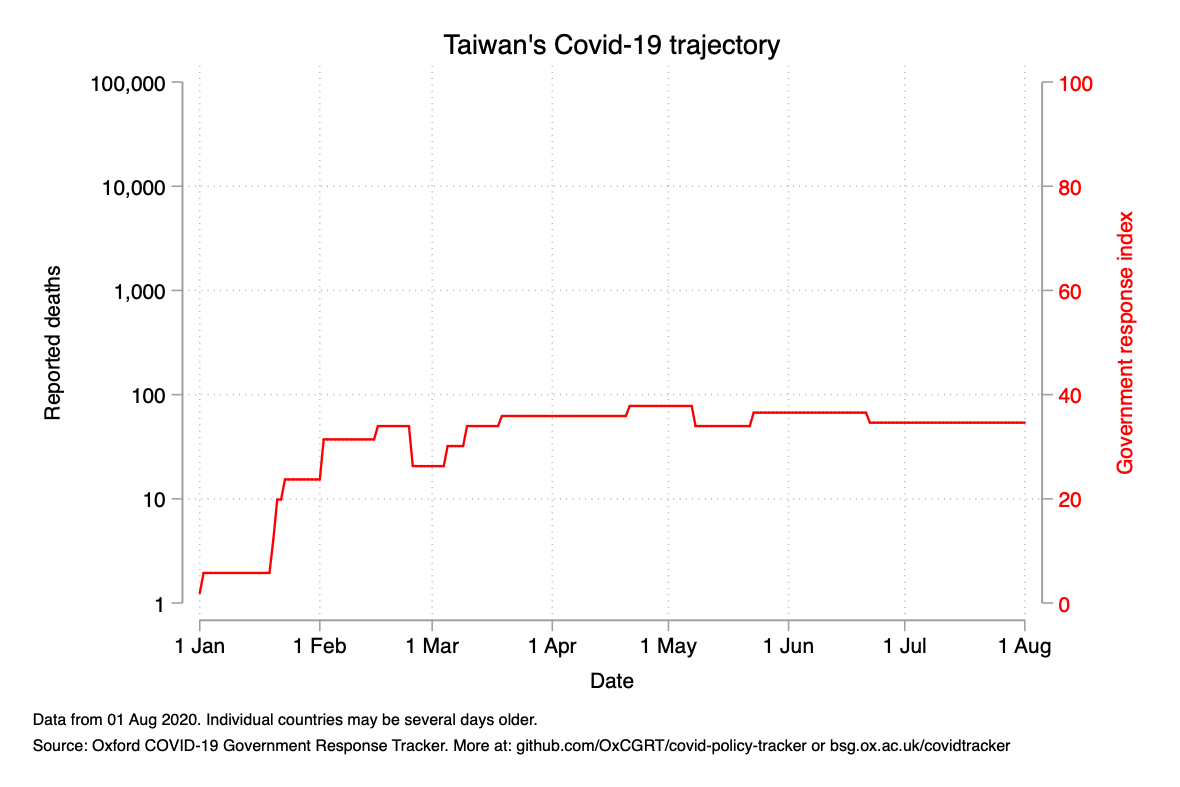 Taiwan's Covid-19 trajectory
100,000
10,000
1,000
100
10
1
Reported deaths
100
80
60
40
20
0
Government response index
1 Jan 1 Feb 1 Mar 1 Apr 1 May 1 Jun 1 Jul 1 Aug
Date
Data from 01 Aug 2020. Individual countries may be several days older.
Source: Oxford COVID-19 Government Response Tracker. More at: github.com/OxCGRT/covid-policy-tracker or bsg.ox.ac.uk/covidtracker